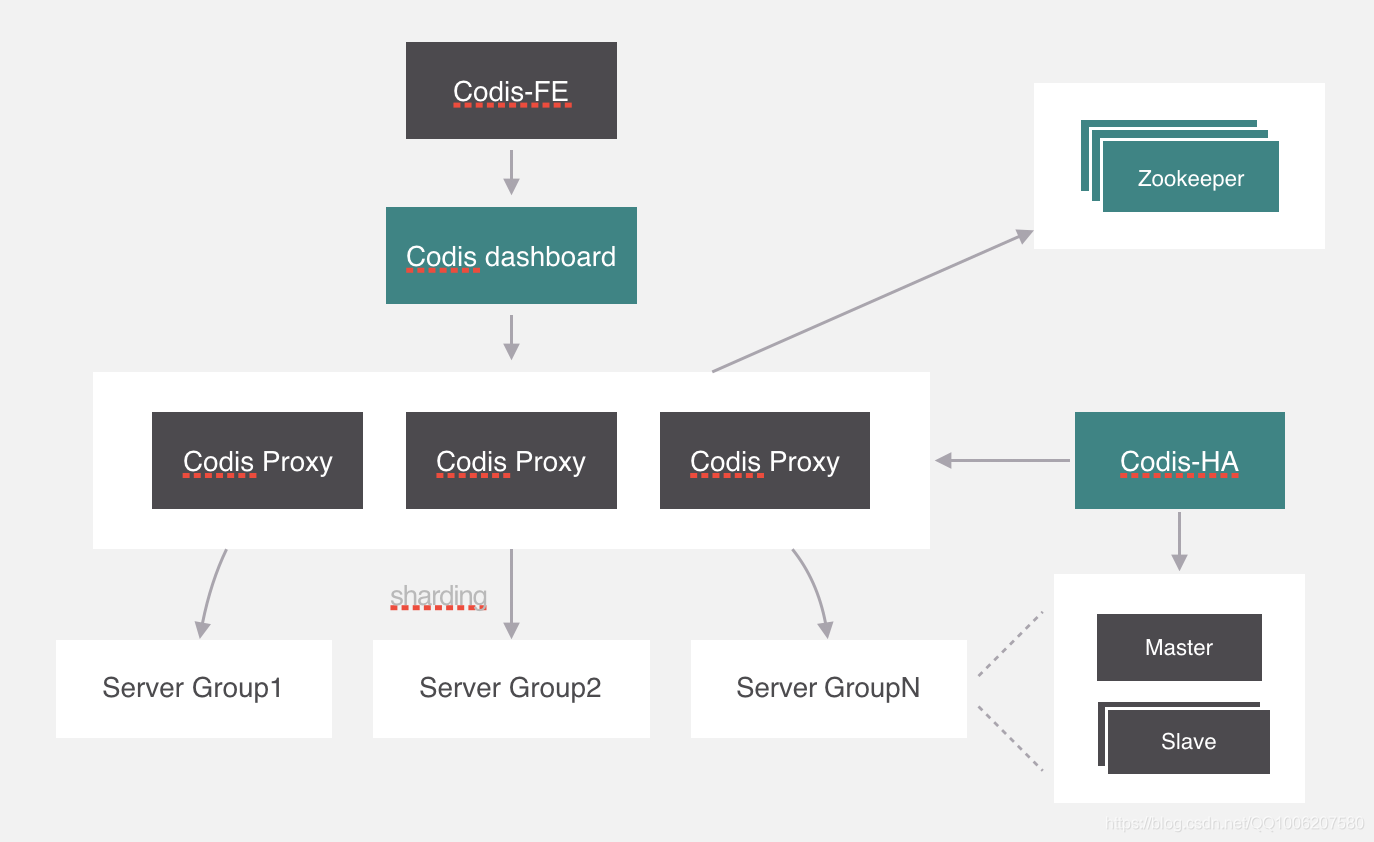 Codis-FE
Zookeeper
Codis dashboard
Codis Proxy
Codis Proxy
Codis Proxy
Codis-HA
sharding
Server Group1
Server Group2
Server GroupN
Master
Slave
https://blog.csdn.net/QQ1006207580